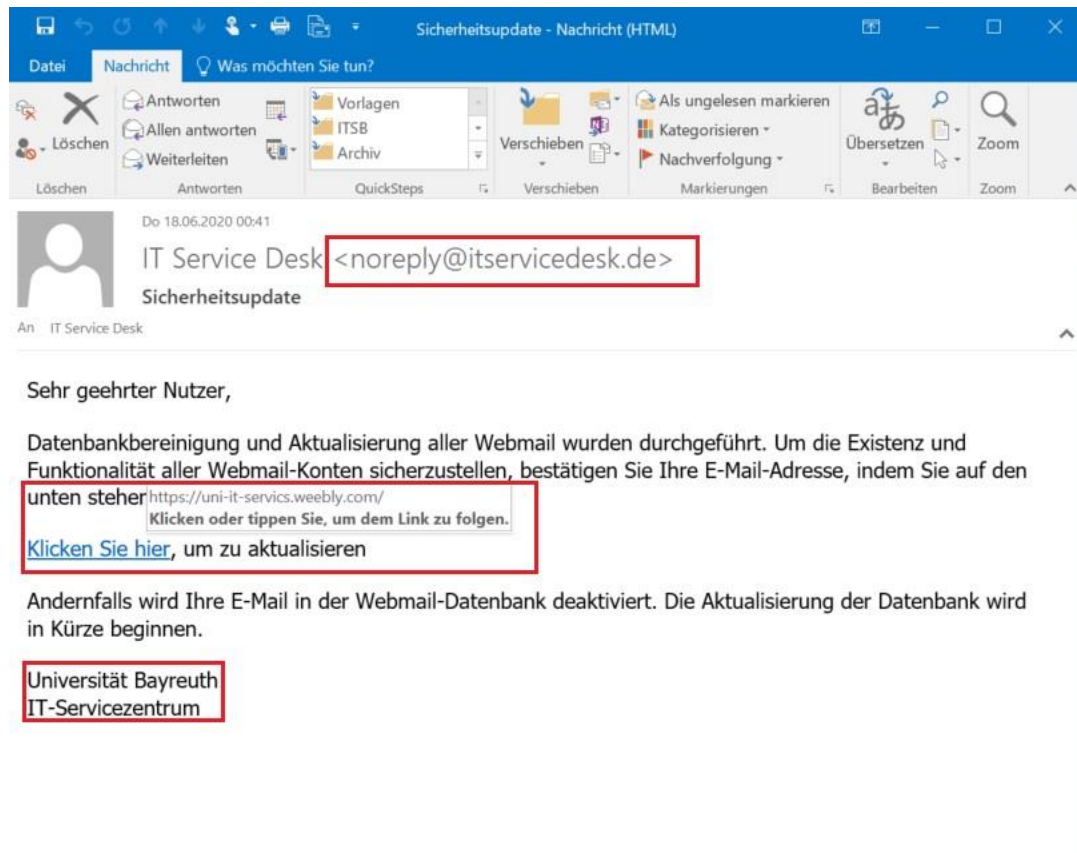 Sicherheitsupdate - Nachricht (HTML)
Datei Nachricht Was möchten Sie tun?
Löschen
Antworten
Allen antworten
Weiterleiten
Vorlagen
ITSB
Archiv
Verschieben
Als ungelesen markieren
Kategorisieren
Nachverfolgung
Übersetzen
Zoom
Löschen Antworten QuickSteps Verschieben Markierungen Bearbeiten Zoom
Do 18.06.2020 00:41
IT Service Desk <noreply@itservicedesk.de>
Sicherheitsupdate
An IT Service Desk
Sehr geehrter Nutzer,
Datenbankbereinigung und Aktualisierung aller Webmail wurden durchgeführt. Um die Existenz und
Funktionalität aller Webmail-Konten sicherzustellen, bestätigen Sie Ihre E-Mail-Adresse, indem Sie auf den
unten
https://uni-it-servics.weebly.com/
Klicken oder tippen Sie, um dem Link zu folgen.
Klicken Sie hier, um zu aktualisieren
Andernfalls wird Ihre E-Mail in der Webmail-Datenbank deaktiviert. Die Aktualisierung der Datenbank wird
in Kürze beginnen.
Universität Bayreuth
IT-Servicezentrum